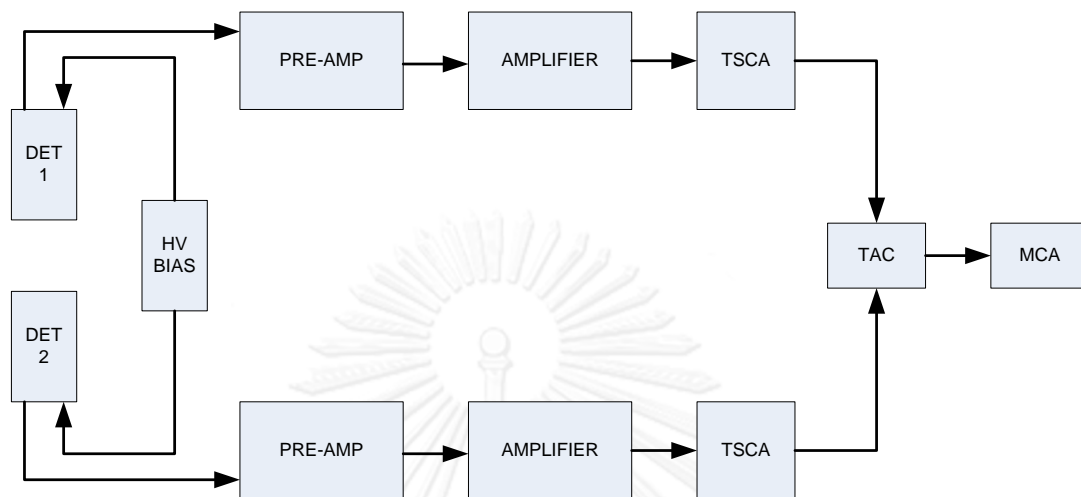 PRE-AMP
AMPLIFIER
TSCA
DET
1
HV
BIAS
TAC
MCA
DET
2
PRE-AMP
AMPLIFIER
TSCA